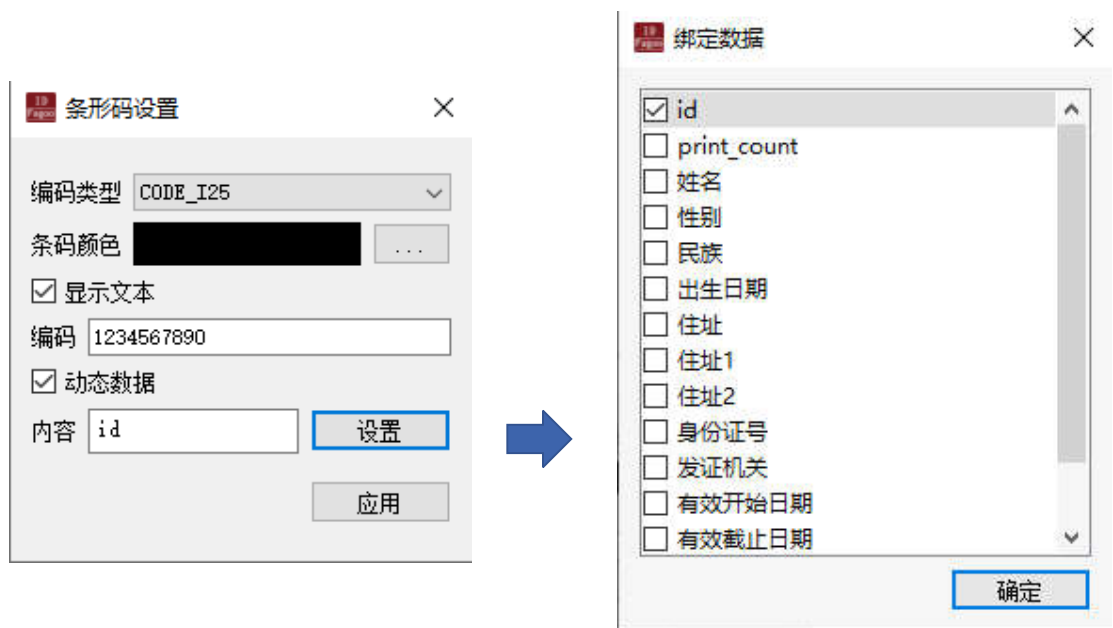 条形码设置
编码类型 CODE_I25
条码颜色 ...
显示文本
编码 1234567890
动态数据
内容 id 设置
应用
ID
Fagoo
绑定数据
id
print_count
姓名
性别
民族
出生日期
住址
住址1
住址2
身份证号
发证机关
有效开始日期
有效截止日期
确定